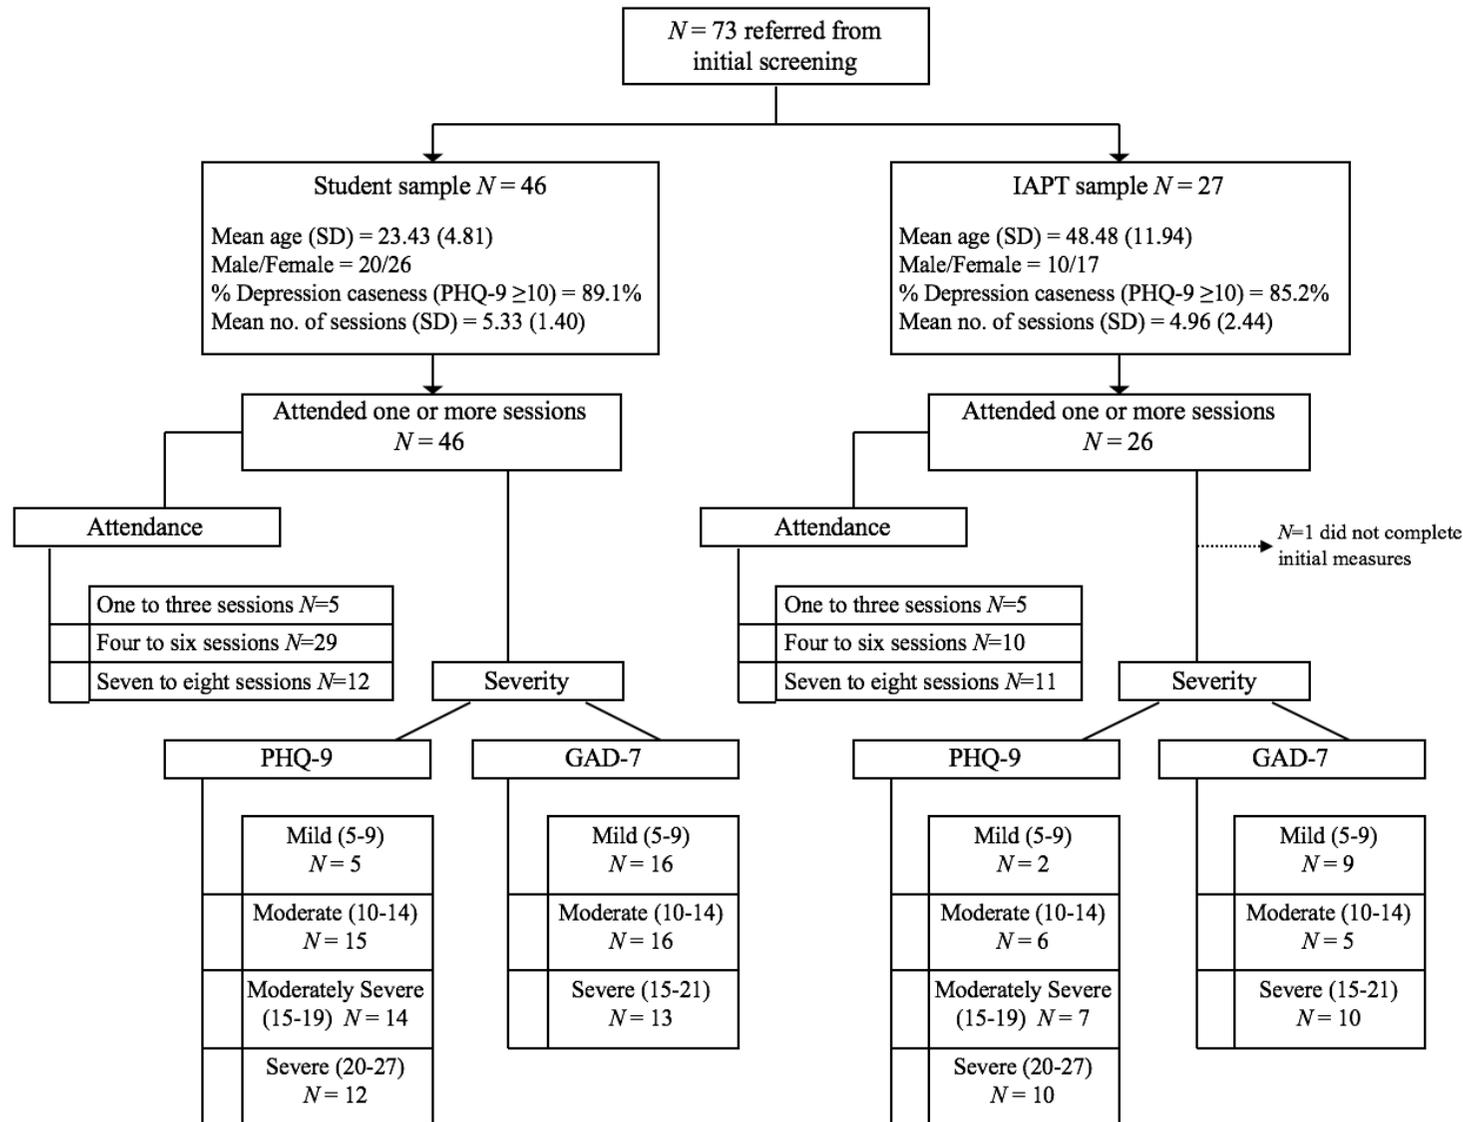 N = 73 referred from
initial screening
Student sample N = 46
Mean age (SD) = 23.43 (4.81)
Male/Female = 20/26
% Depression caseness (PHQ-9 ≥10) = 89.1%
Mean no. of sessions (SD) = 5.33 (1.40)
IAPT sample N = 27
Mean age (SD) = 48.48 (11.94)
Male/Female = 10/17
% Depression caseness (PHQ-9 ≥10) = 85.2%
Mean no. of sessions (SD) = 4.96 (2.44)
Attended one or more sessions
N = 46
Attended one or more sessions
N = 26
Attendance
One to three sessions N=5
Four to six sessions N=29
Seven to eight sessions N=12
Attendance
One to three sessions N=5
Four to six sessions N=10
Seven to eight sessions N=11
N=1 did not complete
initial measures
Severity
PHQ-9
Mild (5-9)
N = 5
Moderate (10-14)
N = 15
Moderately Severe
(15-19) N = 14
Severe (20-27)
N = 12
GAD-7
Mild (5-9)
N = 16
Moderate (10-14)
N = 16
Severe (15-21)
N = 13
Severity
PHQ-9
Mild (5-9)
N = 2
Moderate (10-14)
N = 6
Moderately Severe
(15-19) N = 7
Severe (20-27)
N = 10
GAD-7
Mild (5-9)
N = 9
Moderate (10-14)
N = 5
Severe (15-21)
N = 10